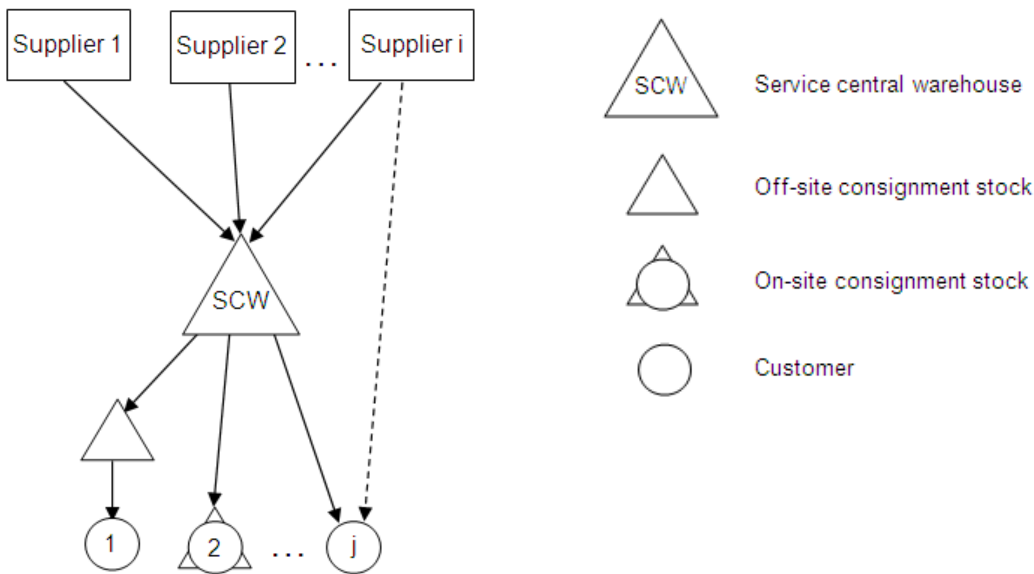 Supplier 1
Supplier 2
...
Supplier i
SCW
1
2
...
j
SCW
Service central warehouse
Off-site consignment stock
On-site consignment stock
Customer